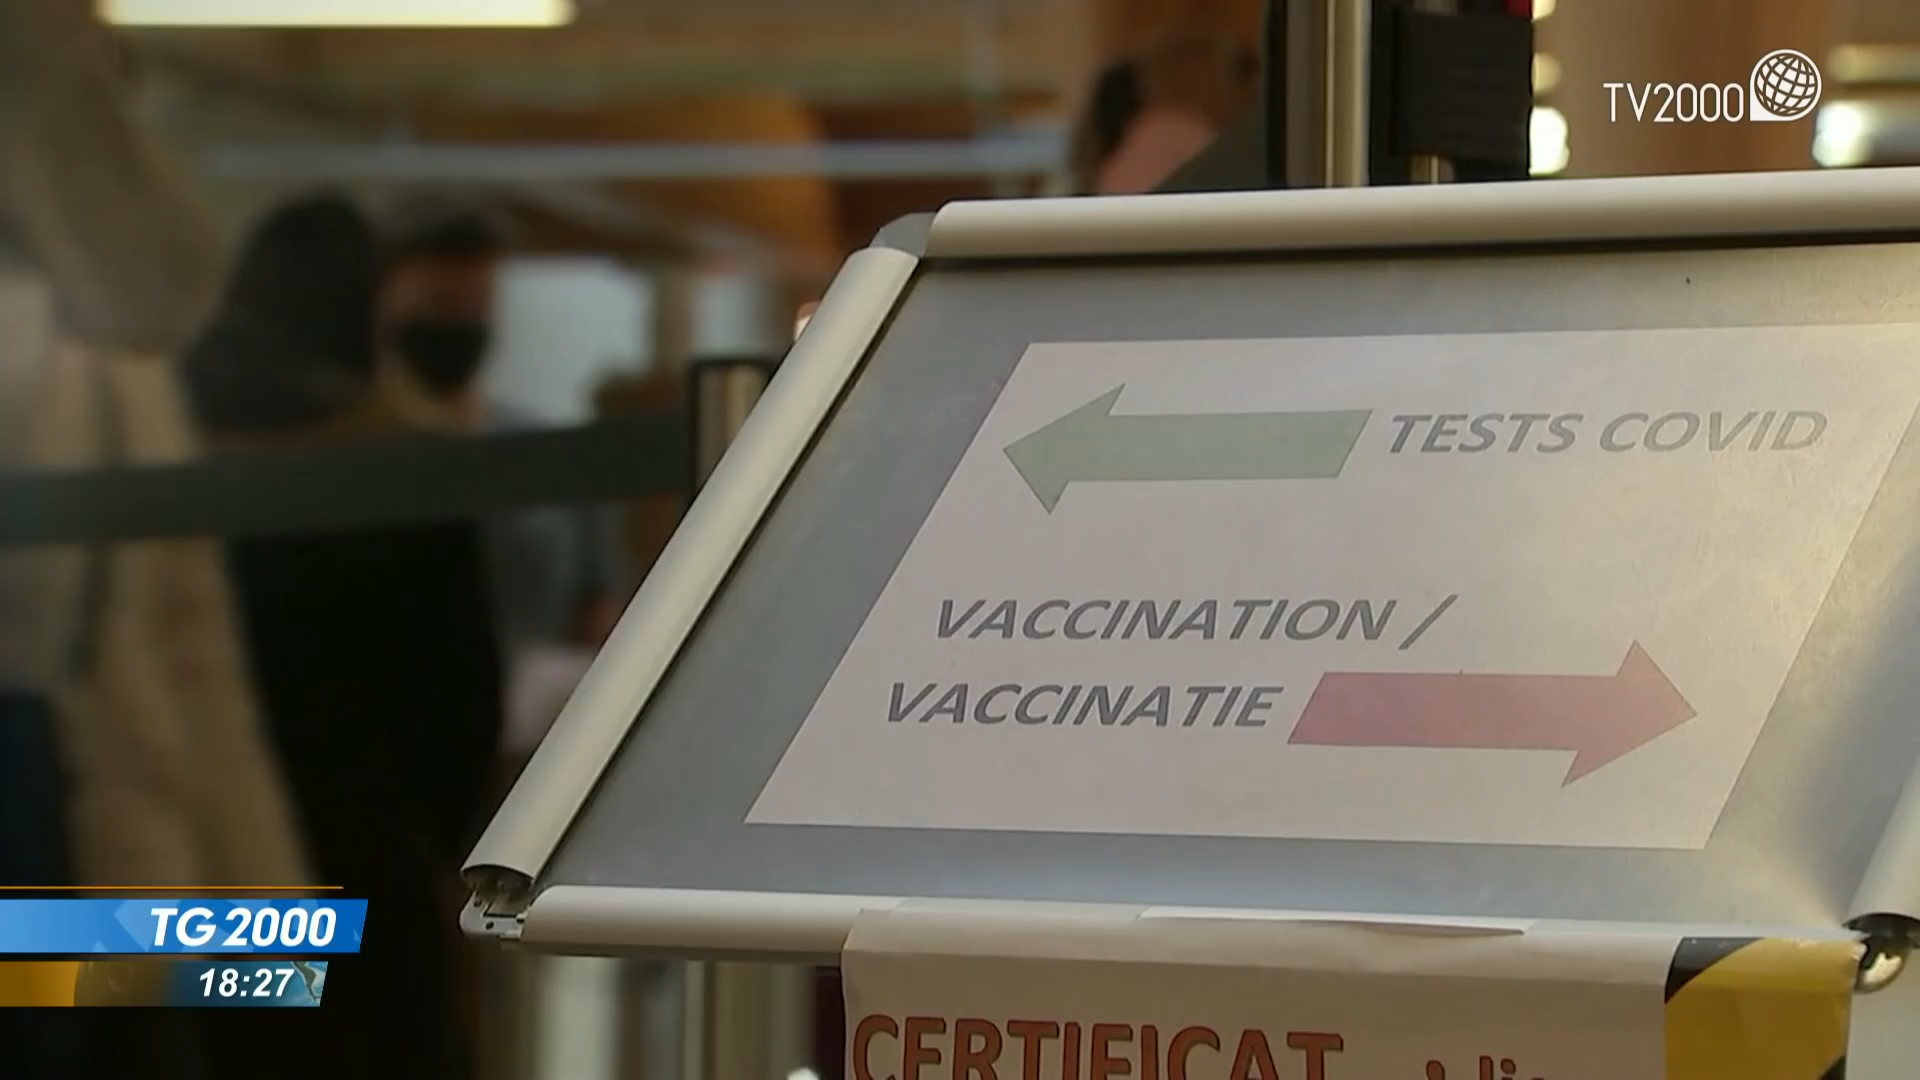 TV2000
TESTS COVID
VACCINATION /
VACCINATIE
TG 2000
18:27
CERTIFICAT